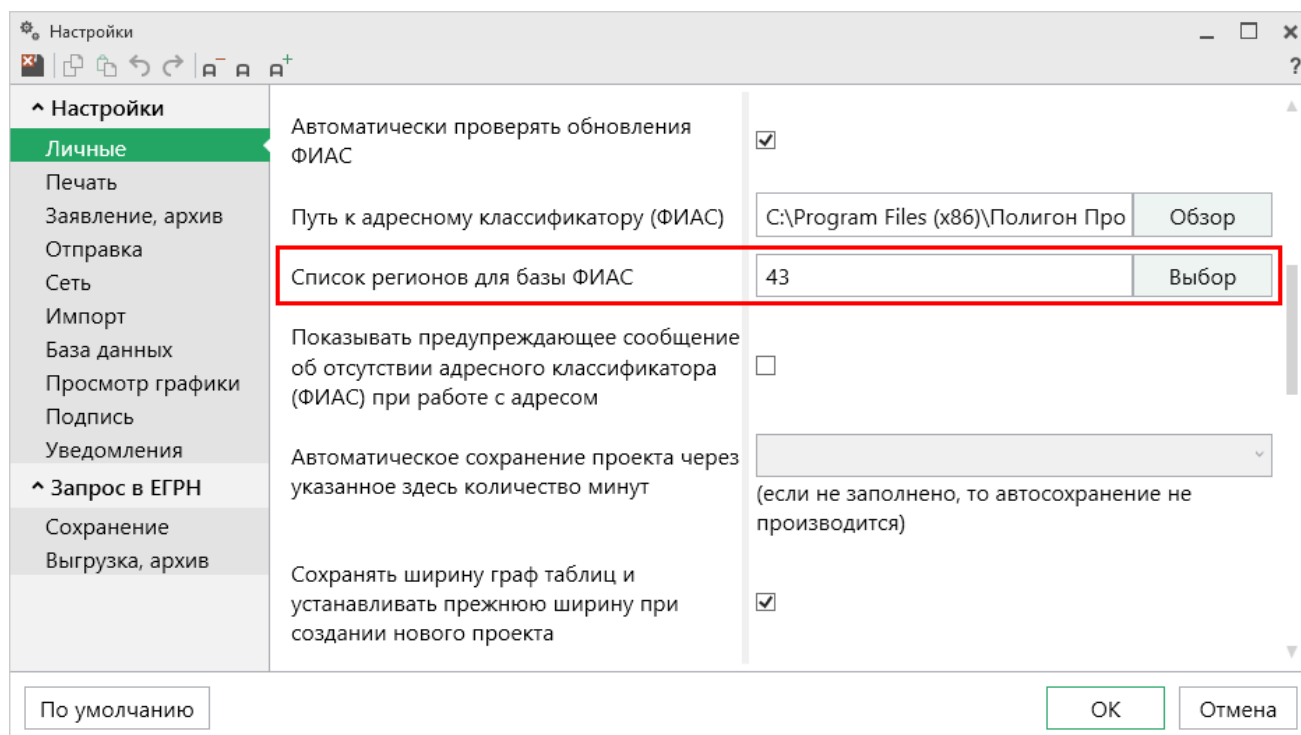 Настройки
?
Настройки
Личные
Печать
Заявление, архив
Отправка
Сеть
Импорт
База данных
Просмотр графики
Подпись
Уведомления
Запрос в ЕГРН
Сохранение
Выгрузка, архив
Автоматически проверять обновления
ФИАС
Путь к адресному классификатору (ФИАС)
C:\Program Files (x86)\Полигон Про
Обзор
Список регионов для базы ФИАС
43
Выбор
Показывать предупреждающее сообщение
об отсутствии адресного классификатора
(ФИАС) при работе с адресом
Автоматическое сохранение проекта через
указанное здесь количество минут
(если не заполнено, то автосохранение не
производится)
Сохранять ширину граф таблиц и
устанавливать прежнюю ширину при
создании нового проекта
По умолчанию
ОК
Отмена